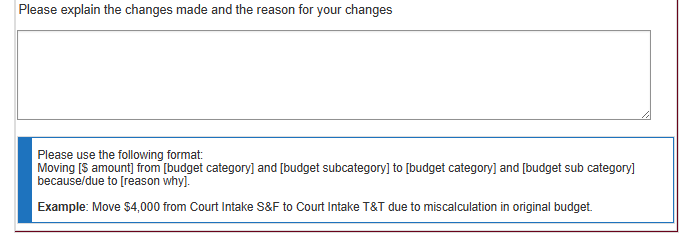 Please explain the changes made and the reason for your changes
Please use the following format:
Moving [$ amount] from [budget category] and [budget subcategory] to [budget category] and [budget sub category]
because/due to [reason why].
Example: Move $4,000 from Court Intake S&F to Court Intake T&T due to miscalculation in original budget.